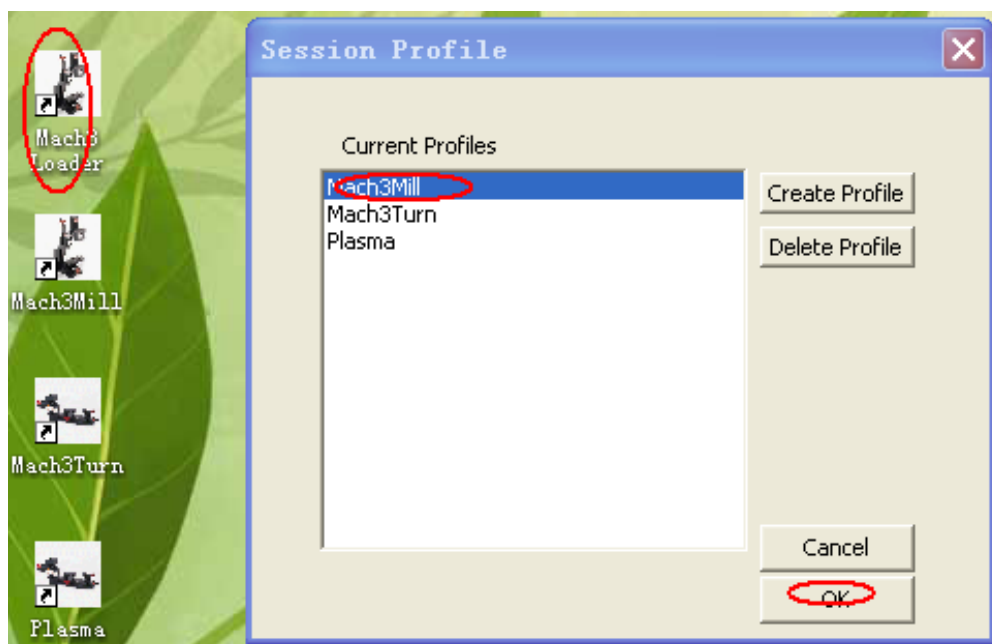 Mach3
Loader
Mach3Mill
Mach3Turn
Plasma
Session Profile
Current Profiles
Mach3Mill
Mach3Turn
Plasma
Create Profile
Delete Profile
Cancel
OK